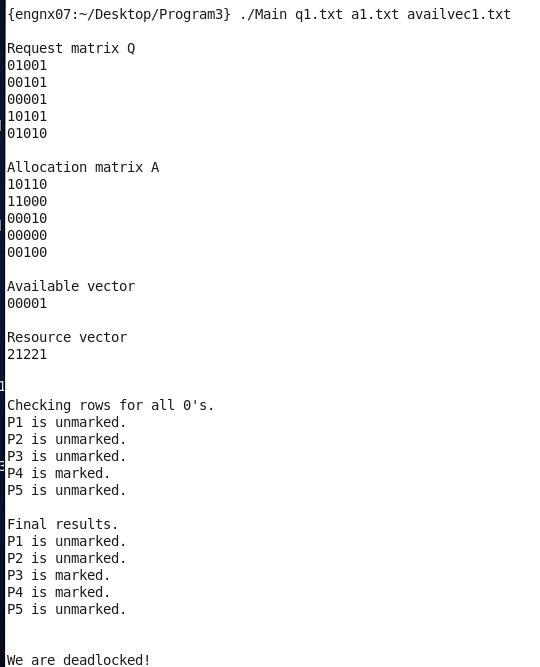 {engnx07:~/Desktop/Program3} ./Main q1.txt a1.txt availvec1.txt
Request matrix Q
01001
00101
00001
10101
01010
Allocation matrix A
10110
11000
00010
00000
00100
Available vector
00001
Resource vector
21221
Checking rows for all 0's.
P1 is unmarked.
P2 is unmarked.
P3 is unmarked.
P4 is marked.
P5 is unmarked.
Final results.
P1 is unmarked.
P2 is unmarked.
P3 is marked.
P4 is marked.
P5 is unmarked.
We are deadlocked!